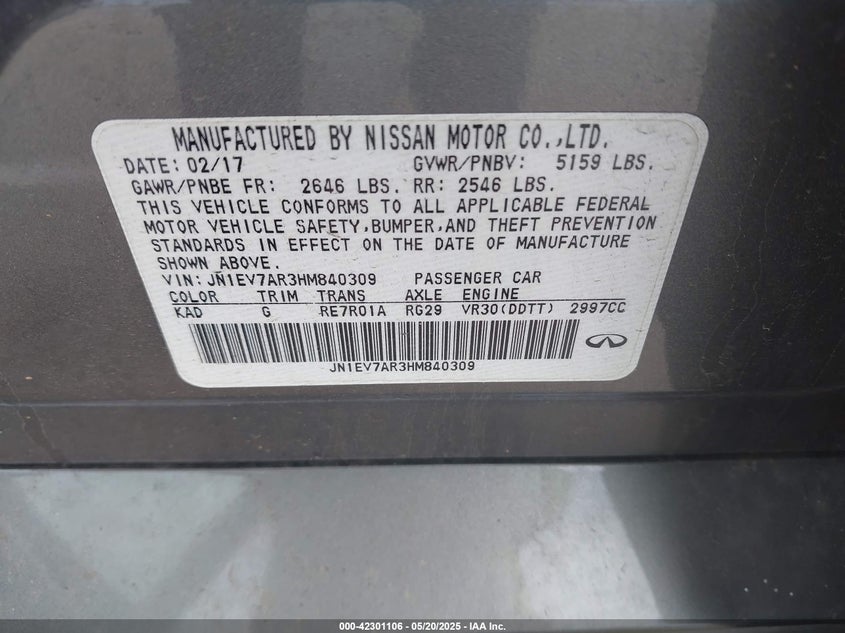 MANUFACTURED BY NISSAN MOTOR CO.,LTD.
DATE: 02/17 GVWR/PNBV: 5159 LBS.
GAWR/PNBE FR: 2646 LBS. RR: 2546 LBS.
THIS VEHICLE CONFORMS TO ALL APPLICABLE FEDERAL
MOTOR VEHICLE SAFETY,BUMPER,AND THEFT PREVENTION
STANDARDS IN EFFECT ON THE DATE OF MANUFACTURE
SHOWN ABOVE.
VIN: JN1EV7AR3HM840309 PASSENGER CAR
COLOR TRIM TRANS AXLE ENGINE
KAD G RE7R01A RG29 VR30(DDTT) 2997CC
JN1EV7AR3HM840309
000-42301106 - 05/20/2025 - IAA Inc.